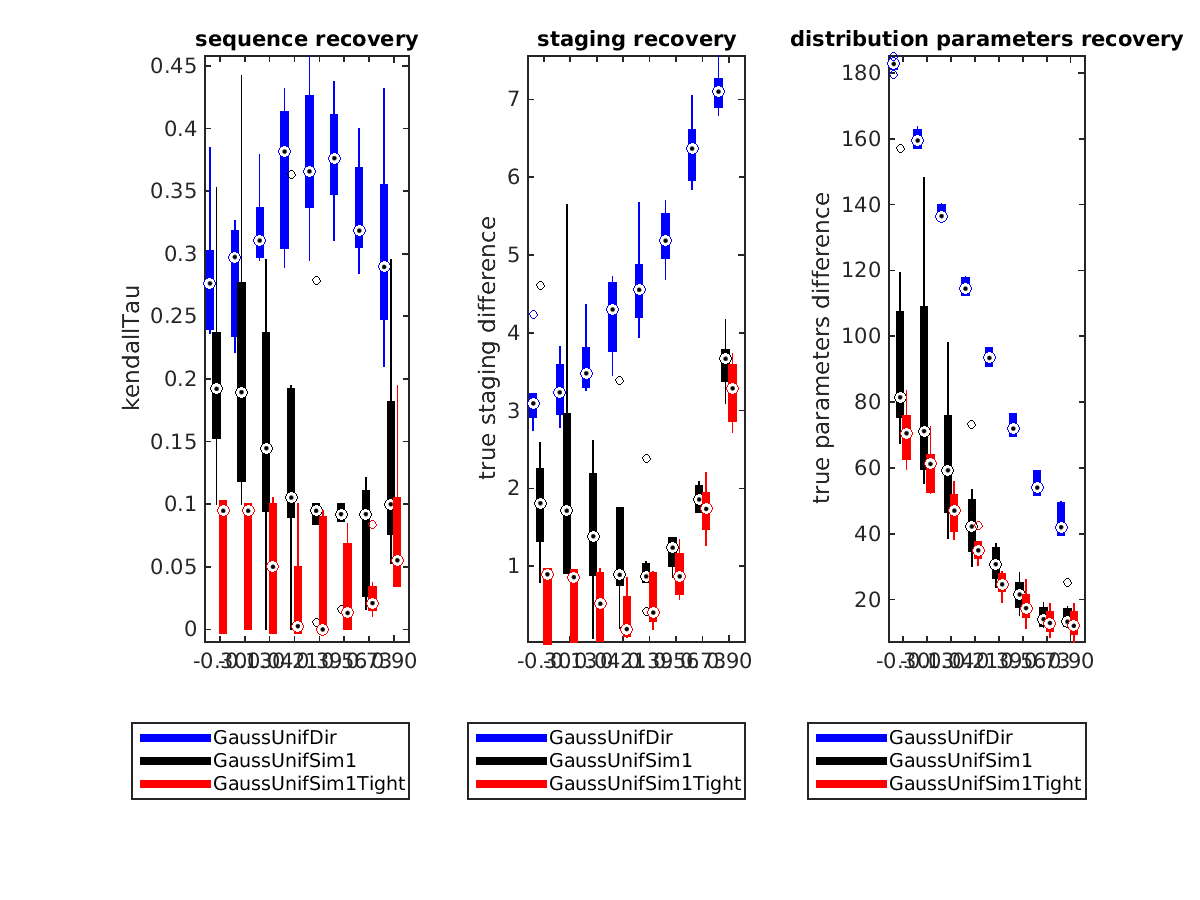 sequence recovery
staging recovery
distribution parameters recovery
kendallTau
0.45
0.4
0.35
0.3
0.25
0.2
0.15
0.1
0.05
0
true staging difference
7
6
5
4
3
2
1
true parameters difference
180
160
140
120
100
80
60
40
20
GaussUnifDir
GaussUnifSim1
GaussUnifSim1Tight
GaussUnifDir
GaussUnifSim1
GaussUnifSim1Tight
GaussUnifDir
GaussUnifSim1
GaussUnifSim1Tight